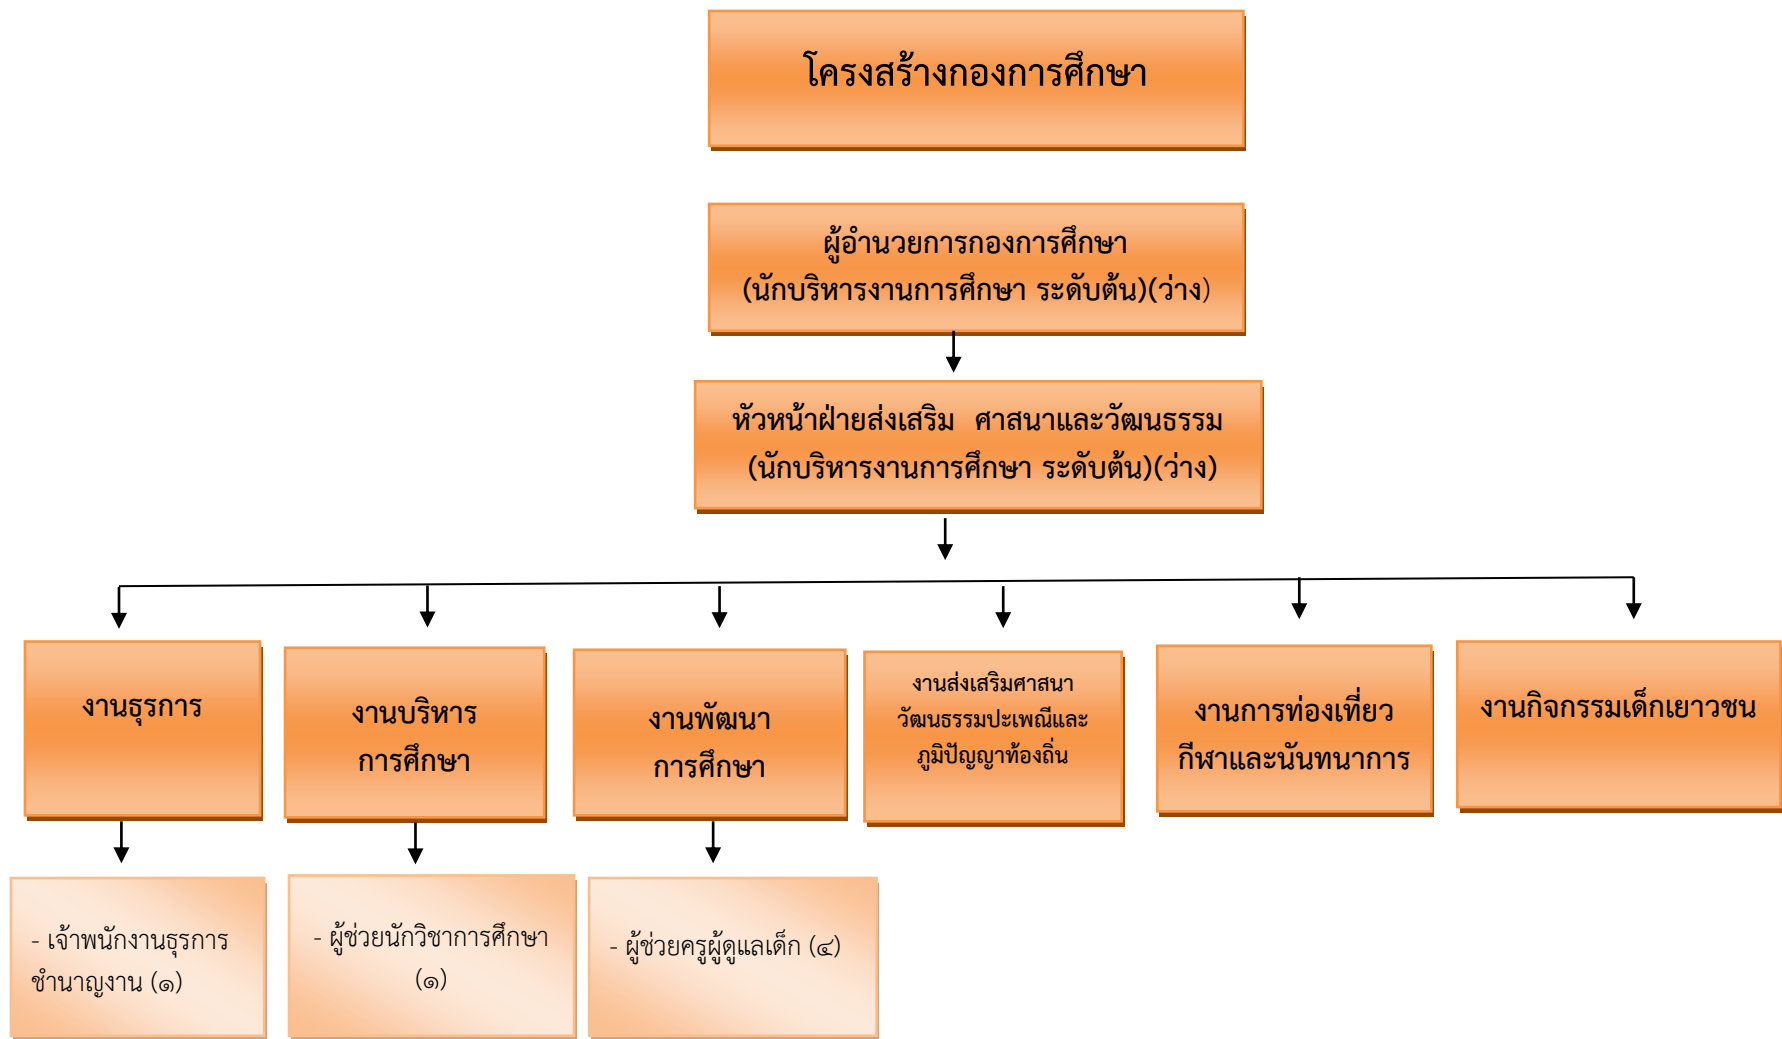 โครงสร้างกองการศึกษา
ผู้อำนวยการกองการศึกษา
(นักบริหารงานการศึกษา ระดับต้น)(ว่าง)
หัวหน้าฝ่ายส่งเสริม ศาสนาและวัฒนธรรม
(นักบริหารงานการศึกษา ระดับต้น)(ว่าง)
งานธุรการ
งานบริหาร
การศึกษา
งานพัฒนา
การศึกษา
งานส่งเสริมศาสนา
วัฒนธรรมปะเพณีและ
ภูมิปัญญาท้องถิ่น
งานการท่องเที่ยว
กีฬาและนันทนาการ
งานกิจกรรมเด็กเยาวชน
- เจ้าพนักงานธุรการ
ชำนาญงาน (๑)
- ผู้ช่วยนักวิชาการศึกษา
(๑)
- ผู้ช่วยครูผู้ดูแลเด็ก (๔)